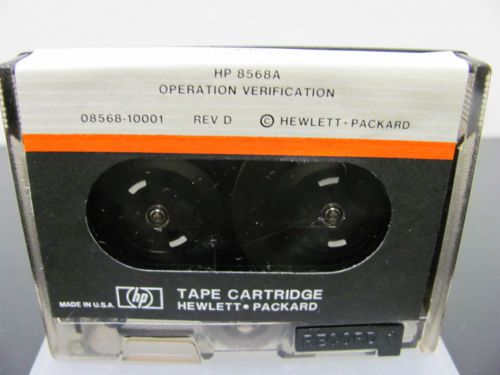 HP 8568A
OPERATION VERIFICATION
08568-10001 REV D © HEWLETT·PACKARD
MADE IN U.S.A. hp TAPE CARTRIDGE
HEWLETT·PACKARD
RECORD